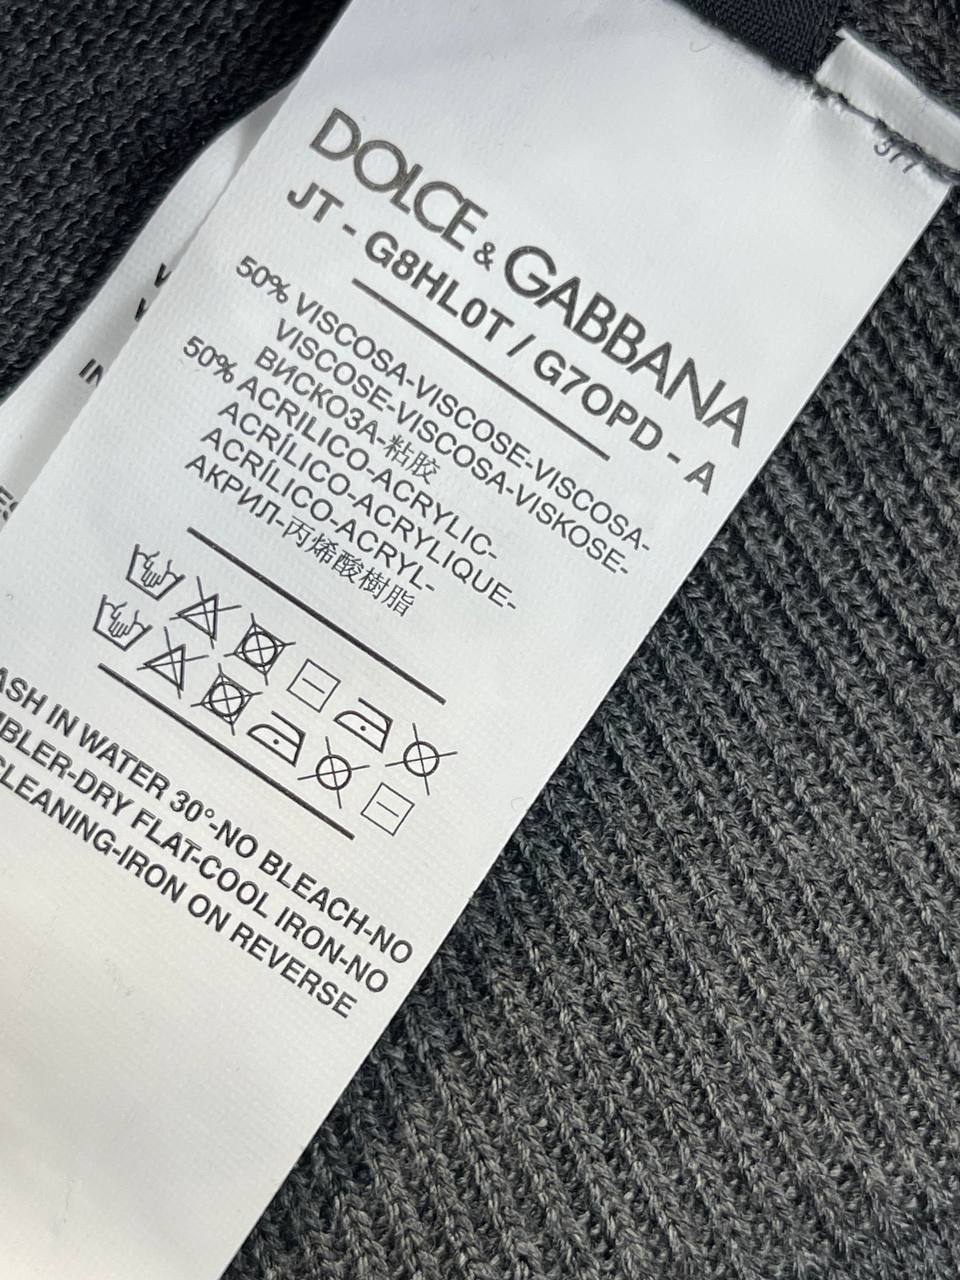 577
DOLCE & GABBANA
JT - G8HL0T / G7OPD - A
50% VISCOSA-VISCOSE-VISCOSA-
VISCOSE-VISCOSA-VISKOSE-
ВИСКОЗА-粘胶
50% ACRILICO-ACRYLIC-
ACRÍLICO-ACRYLIQUE-
ACRÍLICO-ACRYL-
АКРИЛ-丙烯酸樹脂
ASH IN WATER 30°-NO BLEACH-NO
MBLER-DRY FLAT-COOL IRON-NO
CLEANING-IRON ON REVERSE